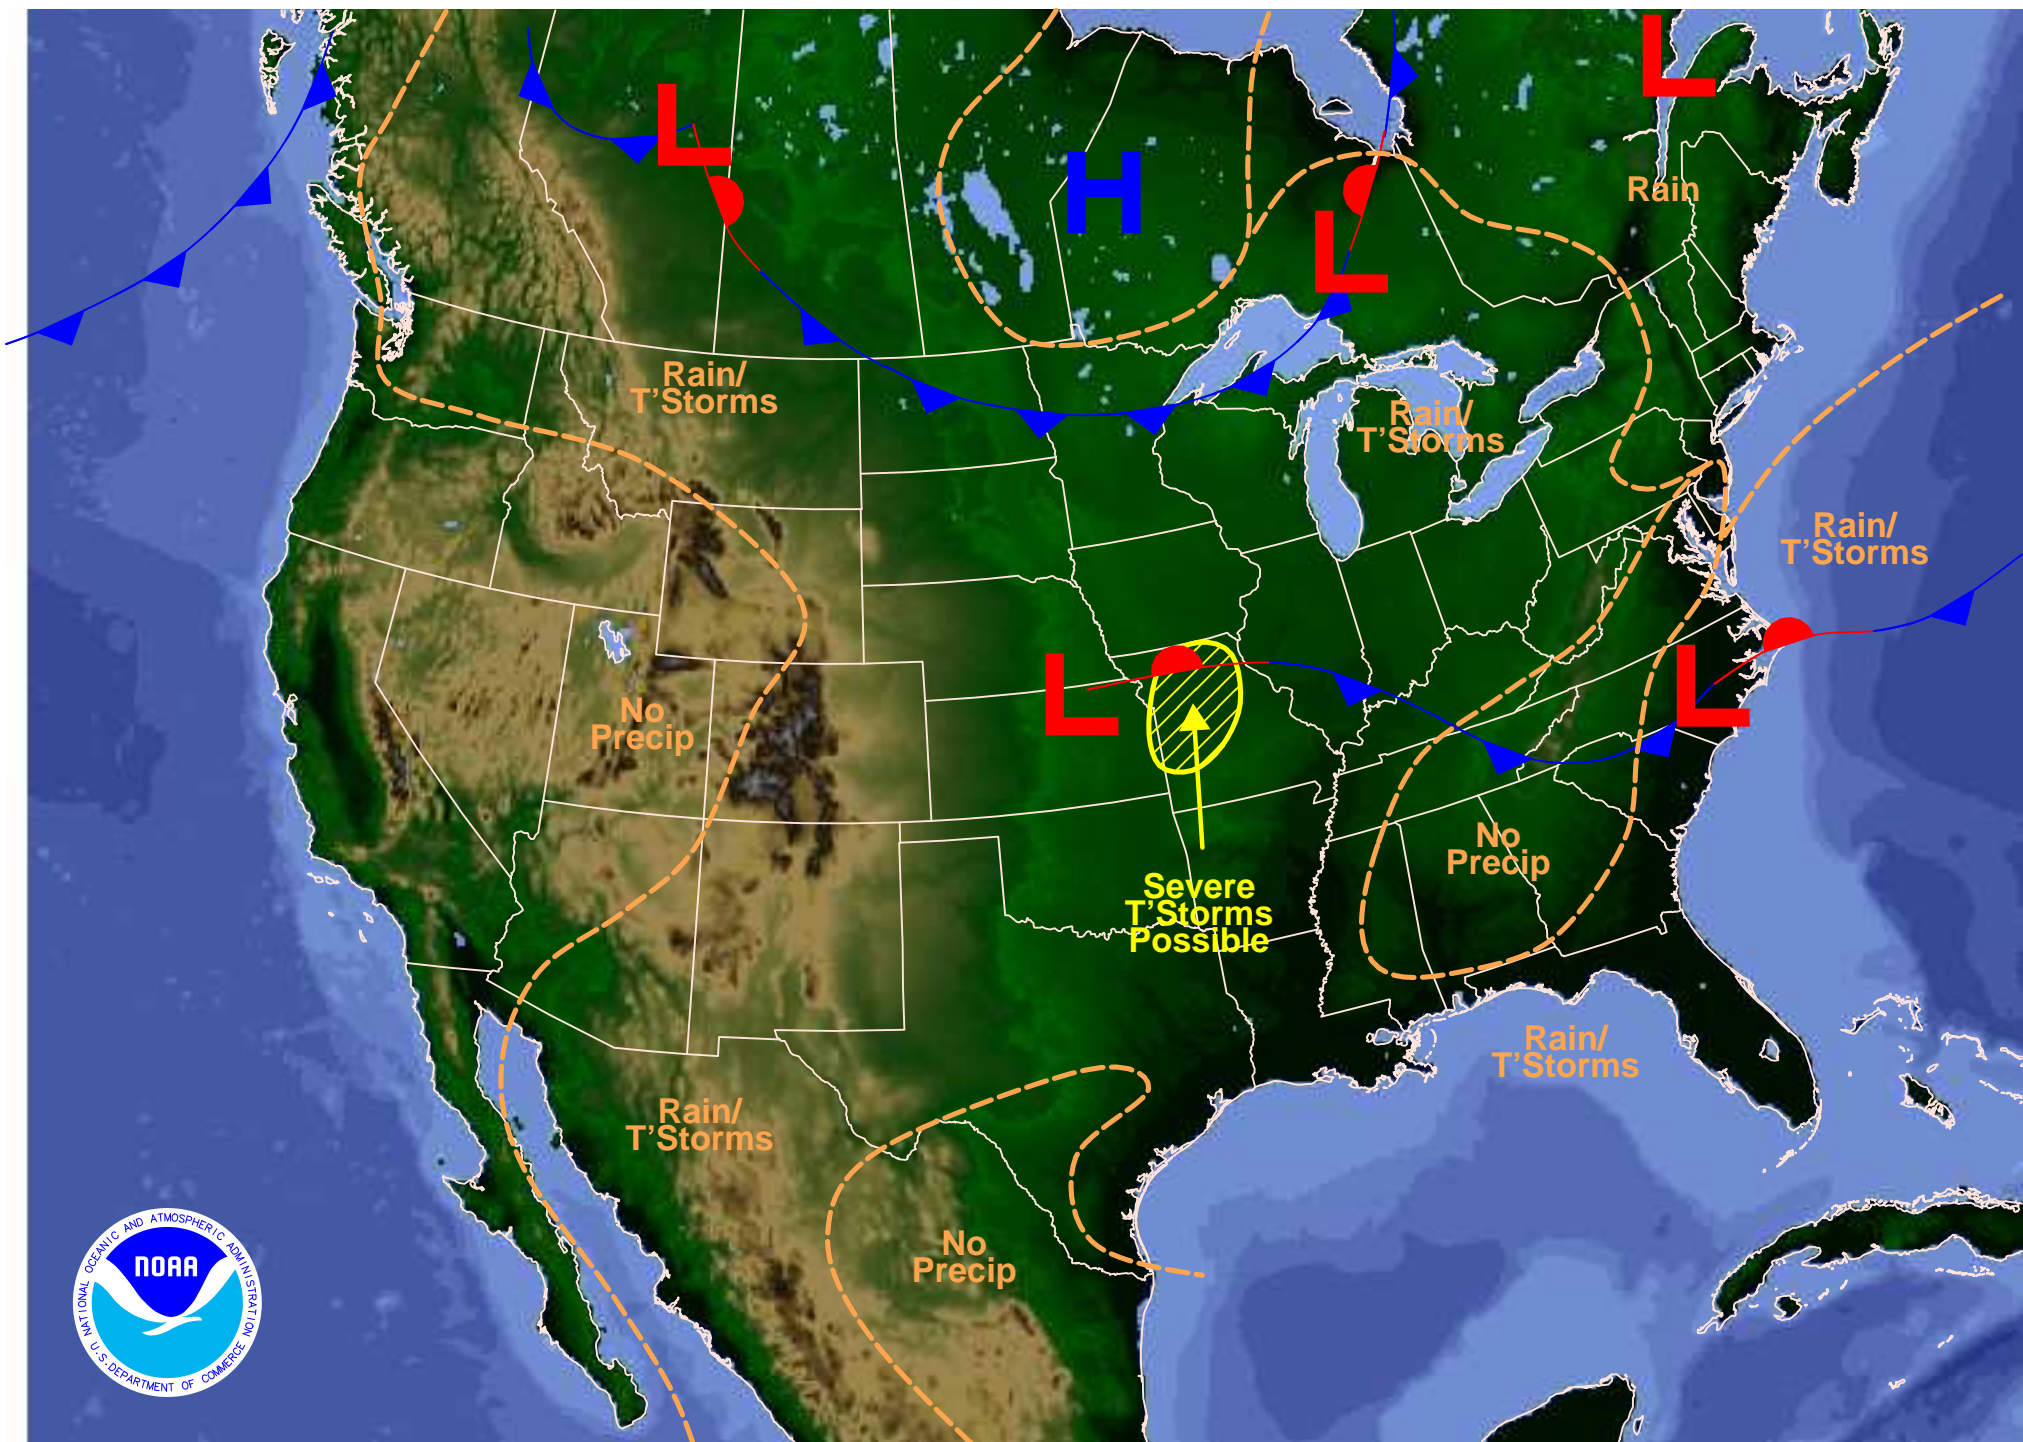 L
L
H
Rain
L
Rain/
T'Storms
Rain/
T'Storms
Rain/
T'Storms
L
L
No
Precip
No
Precip
Severe
T'Storms
Possible
Rain/
T'Storms
Rain/
T'Storms
No
Precip
NATIONAL OCEANIC AND ATMOSPHERIC ADMINISTRATION
NOAA
U.S. DEPARTMENT OF COMMERCE